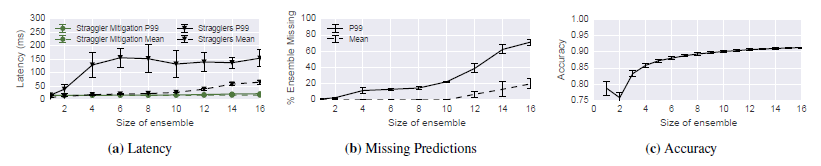 Latency (ms)
300
250
200
150
100
50
0
Straggler Mitigation P99
Straggler Mitigation Mean
Stragglers P99
Stragglers Mean
2 4 6 8 10 12 14 16
Size of ensemble
(a) Latency
% Ensemble Missing
100
80
60
40
20
0
P99
Mean
2 4 6 8 10 12 14 16
Size of ensemble
(b) Missing Predictions
Accuracy
1.00
0.95
0.90
0.85
0.80
0.75
0 2 4 6 8 10 12 14 16
Size of ensemble
(c) Accuracy